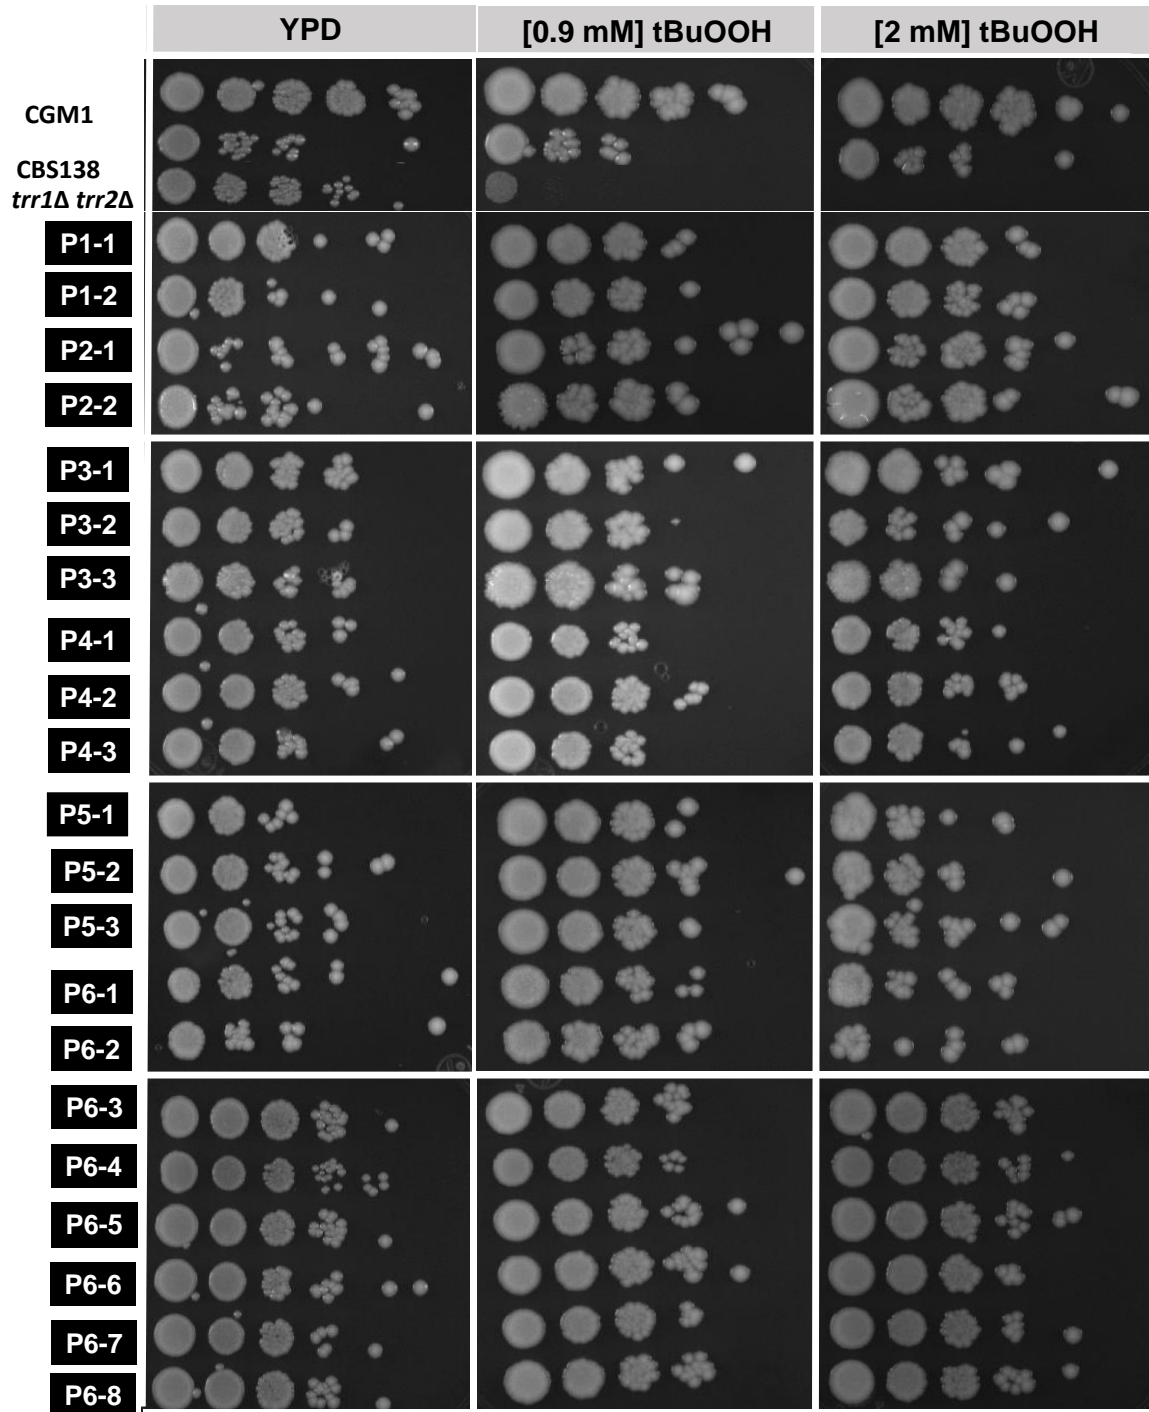 YPD [0.9 mM] tBuOOH [2 mM] tBuOOH
CGM1
CBS138
trr1Δ trr2Δ
P1-1
P1-2
P2-1
P2-2
P3-1
P3-2
P3-3
P4-1
P4-2
P4-3
P5-1
P5-2
P5-3
P6-1
P6-2
P6-3
P6-4
P6-5
P6-6
P6-7
P6-8